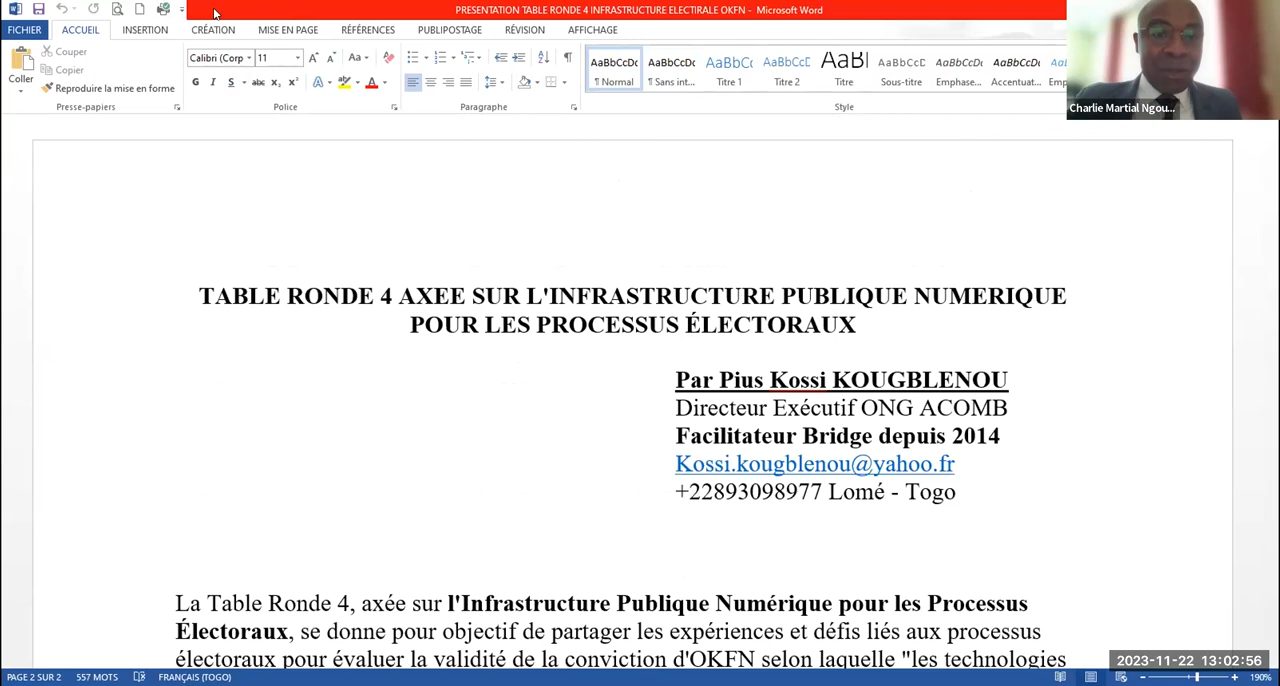 PRESENTATION TABLE RONDE 4 INFRASTRUCTURE ELECTIRALE OKFN - Microsoft Word
FICHIER ACCUEIL INSERTION CRÉATION MISE EN PAGE RÉFÉRENCES PUBLIPOSTAGE RÉVISION AFFICHAGE
Coller
Couper
Copier
Reproduire la mise en forme
Presse-papiers
Calibri (Corp 11
Aa
G I S abc x₂ x²
Police
Paragraphe
AaBbCcDc AaBbCcDc AaBbC AaBbCcD AaBl AaBbCcD AaBbCcDc AaBbCcDc
¶ Normal ¶ Sans int... Titre 1 Titre 2 Titre Sous-titre Emphase... Accentuat...
Style
Charlie Martial Ngou...
TABLE RONDE 4 AXEE SUR L'INFRASTRUCTURE PUBLIQUE NUMERIQUE
POUR LES PROCESSUS ÉLECTORAUX
Par Pius Kossi KOUGBLENOU
Directeur Exécutif ONG ACOMB
Facilitateur Bridge depuis 2014
Kossi.kougblenou@yahoo.fr
+22893098977 Lomé - Togo
La Table Ronde 4, axée sur l'Infrastructure Publique Numérique pour les Processus
Électoraux, se donne pour objectif de partager les expériences et défis liés aux processus
électoraux pour évaluer la validité de la conviction d'OKFN selon laquelle "les technologies
2023-11-22 13:02:56
PAGE 2 SUR 2 557 MOTS FRANÇAIS (TOGO) 190%